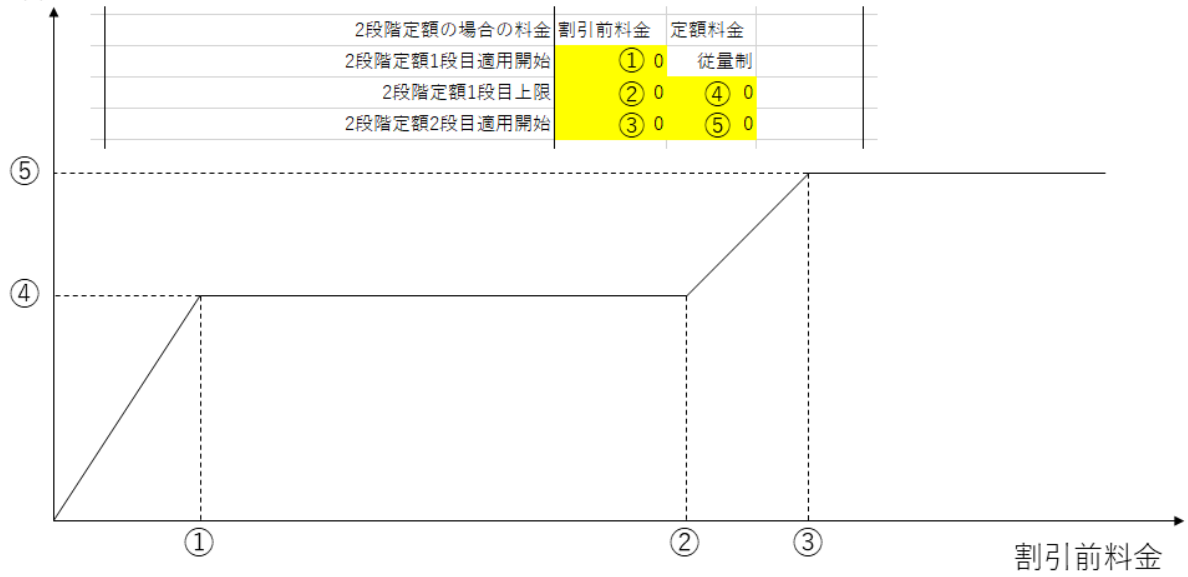 2段階定額の場合の料金 割引前料金 定額料金
2段階定額1段目適用開始 ① 0 従量制
2段階定額1段目上限 ② 0 ④ 0
2段階定額2段目適用開始 ③ 0 ⑤ 0
⑤
④
① ② ③
割引前料金